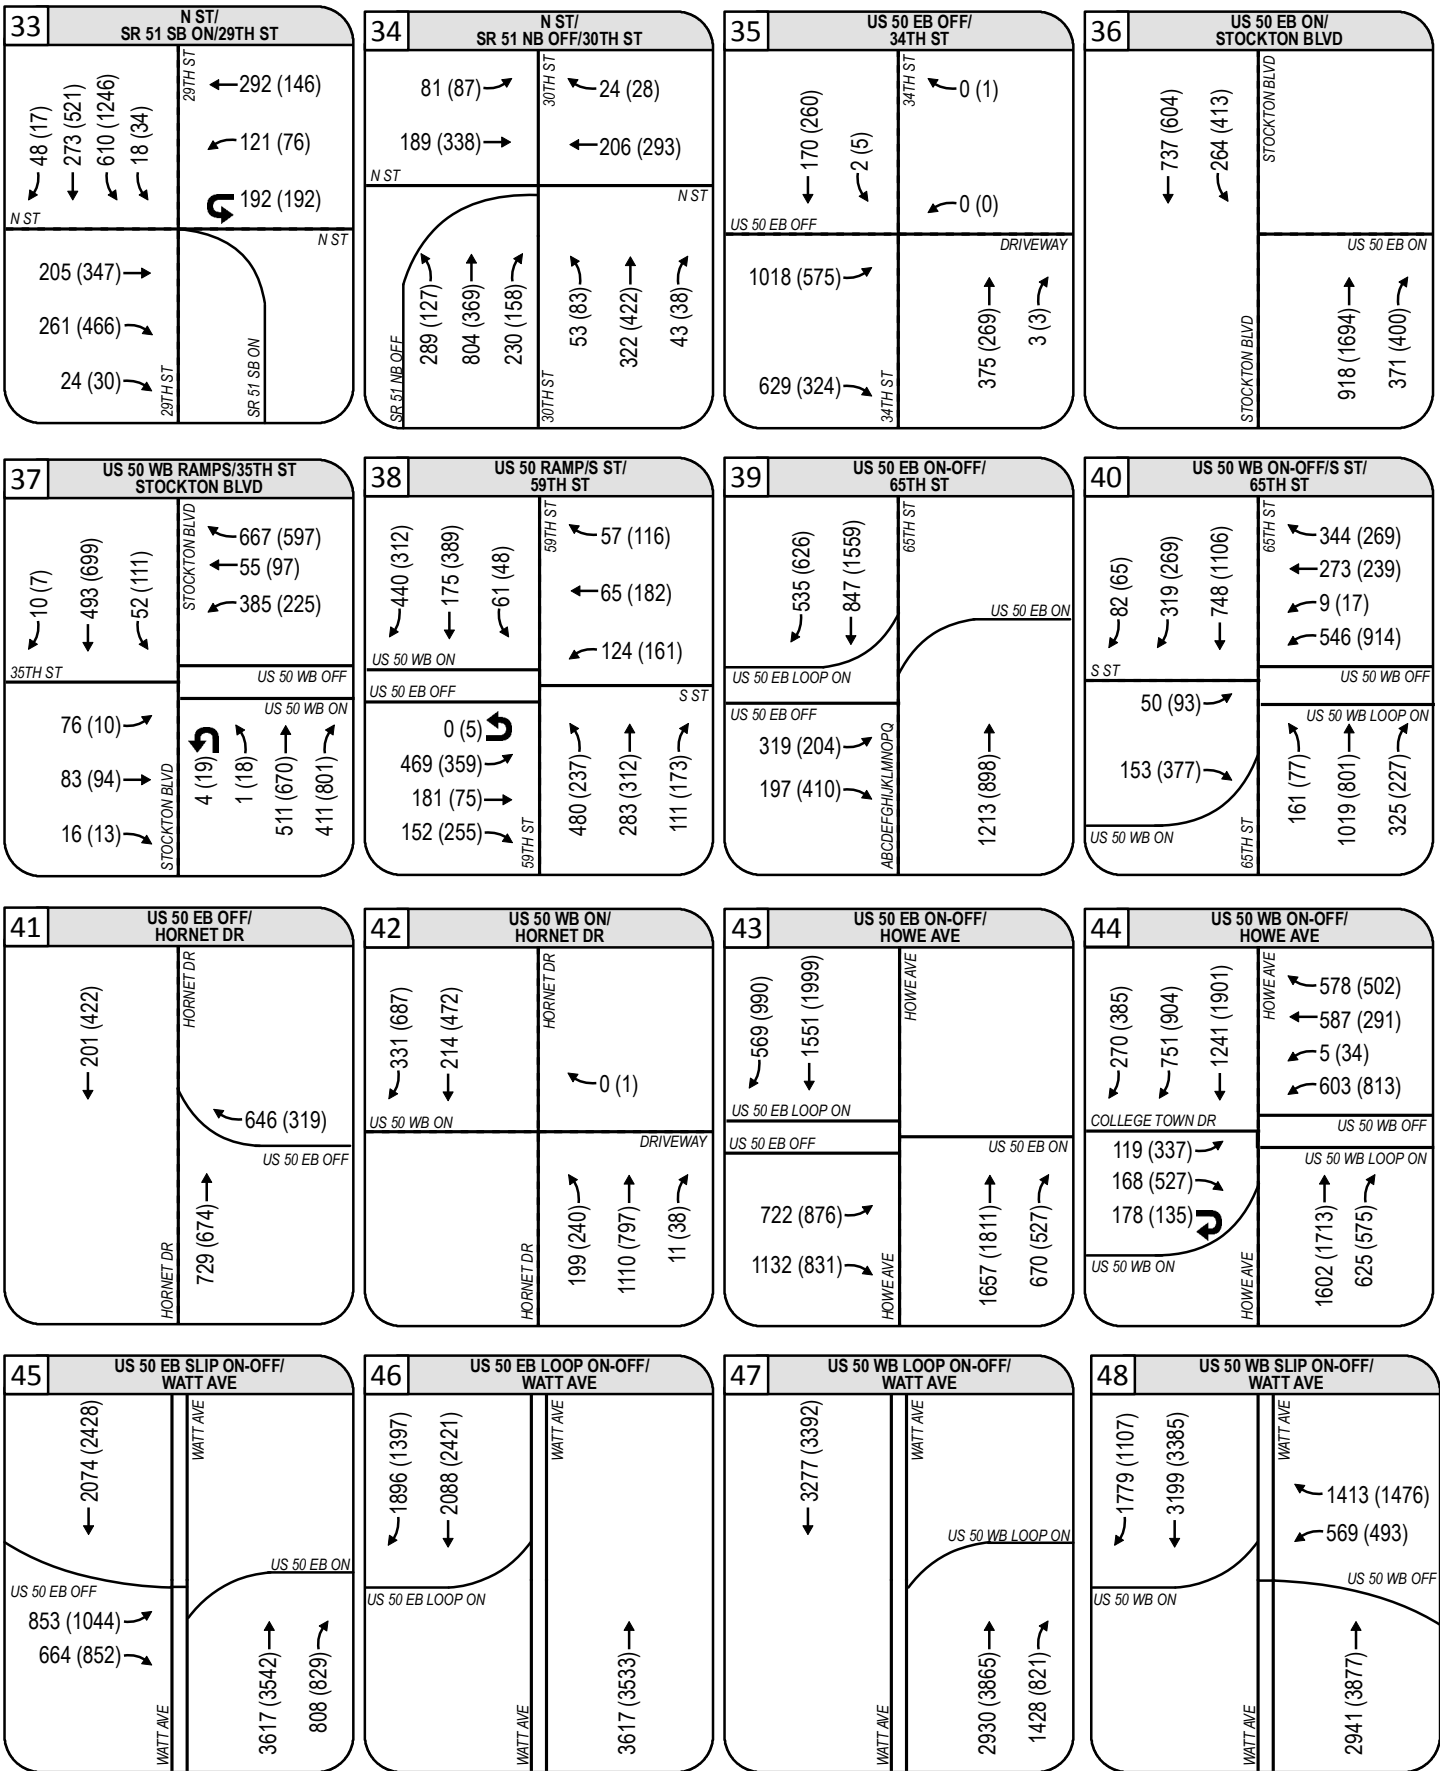 33
N ST/
SR 51 SB ON/29TH ST
48 (17)
273 (521)
610 (1246)
18 (34)
29TH ST
292 (146)
121 (76)
192 (192)
N ST
N ST
205 (347)
261 (466)
24 (30)
29TH ST
SR 51 SB ON
34
N ST/
SR 51 NB OFF/30TH ST
81 (87)
189 (338)
30TH ST
24 (28)
206 (293)
N ST
N ST
SR 51 NB OFF
289 (127)
804 (369)
230 (158)
30TH ST
53 (83)
322 (422)
43 (38)
35
US 50 EB OFF/
34TH ST
170 (260)
2 (5)
34TH ST
0 (1)
0 (0)
US 50 EB OFF
DRIVEWAY
1018 (575)
629 (324)
34TH ST
375 (269)
3 (3)
36
US 50 EB ON/
STOCKTON BLVD
737 (604)
264 (413)
STOCKTON BLVD
US 50 EB ON
STOCKTON BLVD
918 (1694)
371 (400)
37
US 50 WB RAMPS/35TH ST
STOCKTON BLVD
10 (7)
493 (699)
52 (111)
STOCKTON BLVD
667 (597)
55 (97)
385 (225)
35TH ST
US 50 WB OFF
US 50 WB ON
76 (10)
83 (94)
16 (13)
STOCKTON BLVD
4 (19)
1 (18)
511 (670)
411 (801)
38
US 50 RAMP/S ST/
59TH ST
440 (312)
175 (389)
61 (48)
59TH ST
57 (116)
65 (182)
124 (161)
US 50 WB ON
US 50 EB OFF
S ST
0 (5)
469 (359)
181 (75)
152 (255)
59TH ST
480 (237)
283 (312)
111 (173)
39
US 50 EB ON-OFF/
65TH ST
535 (626)
847 (1559)
65TH ST
US 50 EB ON
US 50 EB LOOP ON
US 50 EB OFF
319 (204)
197 (410)
ABCDEFGHIJKLMNOPQ
1213 (898)
40
US 50 WB ON-OFF/S ST/
65TH ST
82 (65)
319 (269)
748 (1106)
65TH ST
344 (269)
273 (239)
9 (17)
546 (914)
S ST
US 50 WB OFF
US 50 WB LOOP ON
50 (93)
153 (377)
US 50 WB ON
65TH ST
161 (77)
1019 (801)
325 (227)
41
US 50 EB OFF/
HORNET DR
201 (422)
HORNET DR
646 (319)
US 50 EB OFF
HORNET DR
729 (674)
42
US 50 WB ON/
HORNET DR
331 (687)
214 (472)
HORNET DR
0 (1)
US 50 WB ON
DRIVEWAY
HORNET DR
199 (240)
1110 (797)
11 (38)
43
US 50 EB ON-OFF/
HOWE AVE
569 (990)
1551 (1999)
HOWE AVE
US 50 EB LOOP ON
US 50 EB OFF
US 50 EB ON
722 (876)
1132 (831)
HOWE AVE
1657 (1811)
670 (527)
44
US 50 WB ON-OFF/
HOWE AVE
270 (385)
751 (904)
1241 (1901)
HOWE AVE
578 (502)
587 (291)
5 (34)
603 (813)
COLLEGE TOWN DR
US 50 WB OFF
US 50 WB LOOP ON
119 (337)
168 (527)
178 (135)
US 50 WB ON
HOWE AVE
1602 (1713)
625 (575)
45
US 50 EB SLIP ON-OFF/
WATT AVE
2074 (2428)
WATT AVE
US 50 EB ON
US 50 EB OFF
853 (1044)
664 (852)
WATT AVE
3617 (3542)
808 (829)
46
US 50 EB LOOP ON-OFF/
WATT AVE
1896 (1397)
2088 (2421)
WATT AVE
US 50 EB LOOP ON
3617 (3533)
47
US 50 WB LOOP ON-OFF/
WATT AVE
3277 (3392)
WATT AVE
US 50 WB LOOP ON
WATT AVE
2930 (3865)
1428 (821)
48
US 50 WB SLIP ON-OFF/
WATT AVE
1779 (1107)
3199 (3385)
WATT AVE
1413 (1476)
569 (493)
US 50 WB OFF
US 50 WB ON
2941 (3877)